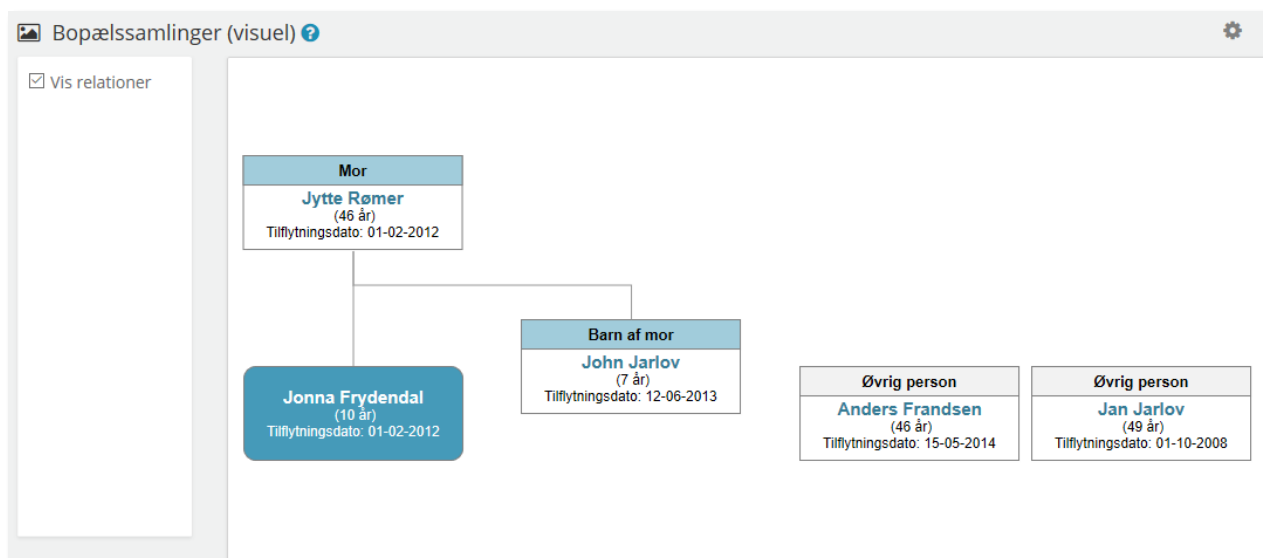 Bopælssamlinger (visuel) ?
Vis relationer
Mor
Jytte Rømer
(46 år)
Tilflytningsdato: 01-02-2012
Barn af mor
John Jarlov
(7 år)
Tilflytningsdato: 12-06-2013
Jonna Frydendal
(10 år)
Tilflytningsdato: 01-02-2012
Øvrig person
Anders Frandsen
(46 år)
Tilflytningsdato: 15-05-2014
Øvrig person
Jan Jarlov
(49 år)
Tilflytningsdato: 01-10-2008